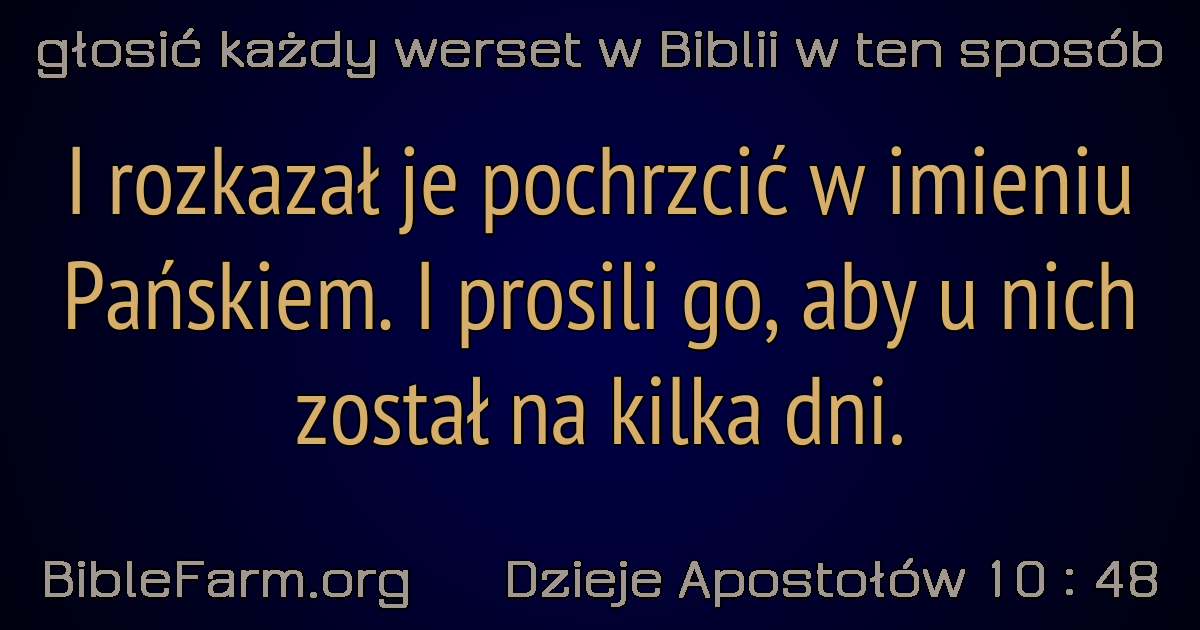 głosić każdy werset w Biblii w ten sposób
I rozkazał je pochrzcić w imieniu
Pańskiem. I prosili go, aby u nich
został na kilka dni.
BibleFarm.org Dzieje Apostołów 10 : 48